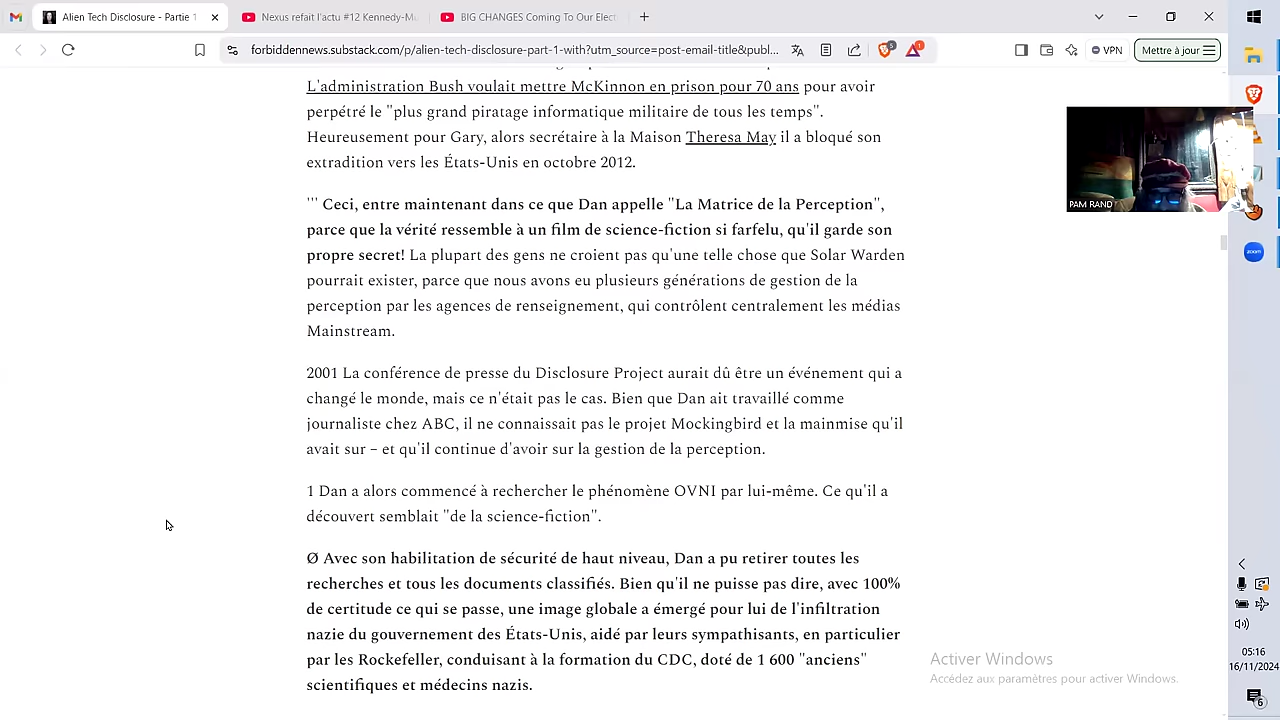 Alien Tech Disclosure - Partie 1
Nexus refait l'actu #12 Kennedy-Mu
BIG CHANGES Coming To Our Elect
forbiddennews.substack.com/p/alien-tech-disclosure-part-1-with?utm_source=post-email-title&publ...
5
1
VPN
Mettre à jour
L'administration Bush voulait mettre McKinnon en prison pour 70 ans pour avoir
perpétré le "plus grand piratage informatique militaire de tous les temps".
Heureusement pour Gary, alors secrétaire à la Maison Theresa May il a bloqué son
extradition vers les États-Unis en octobre 2012.
PAM RAND
''' Ceci, entre maintenant dans ce que Dan appelle "La Matrice de la Perception",
parce que la vérité ressemble à un film de science-fiction si farfelu, qu'il garde son
propre secret! La plupart des gens ne croient pas qu'une telle chose que Solar Warden
pourrait exister, parce que nous avons eu plusieurs générations de gestion de la
perception par les agences de renseignement, qui contrôlent centralement les médias
Mainstream.
zoom
2001 La conférence de presse du Disclosure Project aurait dû être un événement qui a
changé le monde, mais ce n'était pas le cas. Bien que Dan ait travaillé comme
journaliste chez ABC, il ne connaissait pas le projet Mockingbird et la mainmise qu'il
avait sur – et qu'il continue d'avoir sur la gestion de la perception.
1 Dan a alors commencé à rechercher le phénomène OVNI par lui-même. Ce qu'il a
découvert semblait "de la science-fiction".
Ø Avec son habilitation de sécurité de haut niveau, Dan a pu retirer toutes les
recherches et tous les documents classifiés. Bien qu'il ne puisse pas dire, avec 100%
de certitude ce qui se passe, une image globale a émergé pour lui de l'infiltration
nazie du gouvernement des États-Unis, aidé par leurs sympathisants, en particulier
par les Rockefeller, conduisant à la formation du CDC, doté de 1 600 "anciens"
scientifiques et médecins nazis.
Activer Windows
Accédez aux paramètres pour activer Windows.
05:16
16/11/2024
6